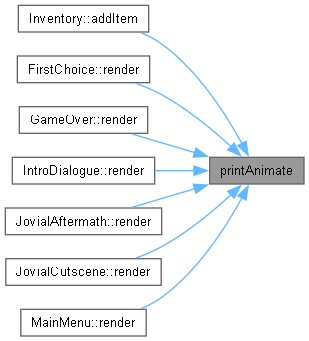 Inventory::addItem
FirstChoice::render
GameOver::render
printAnimate
IntroDialogue::render
JovialAftermath::render
JovialCutscene::render
MainMenu::render